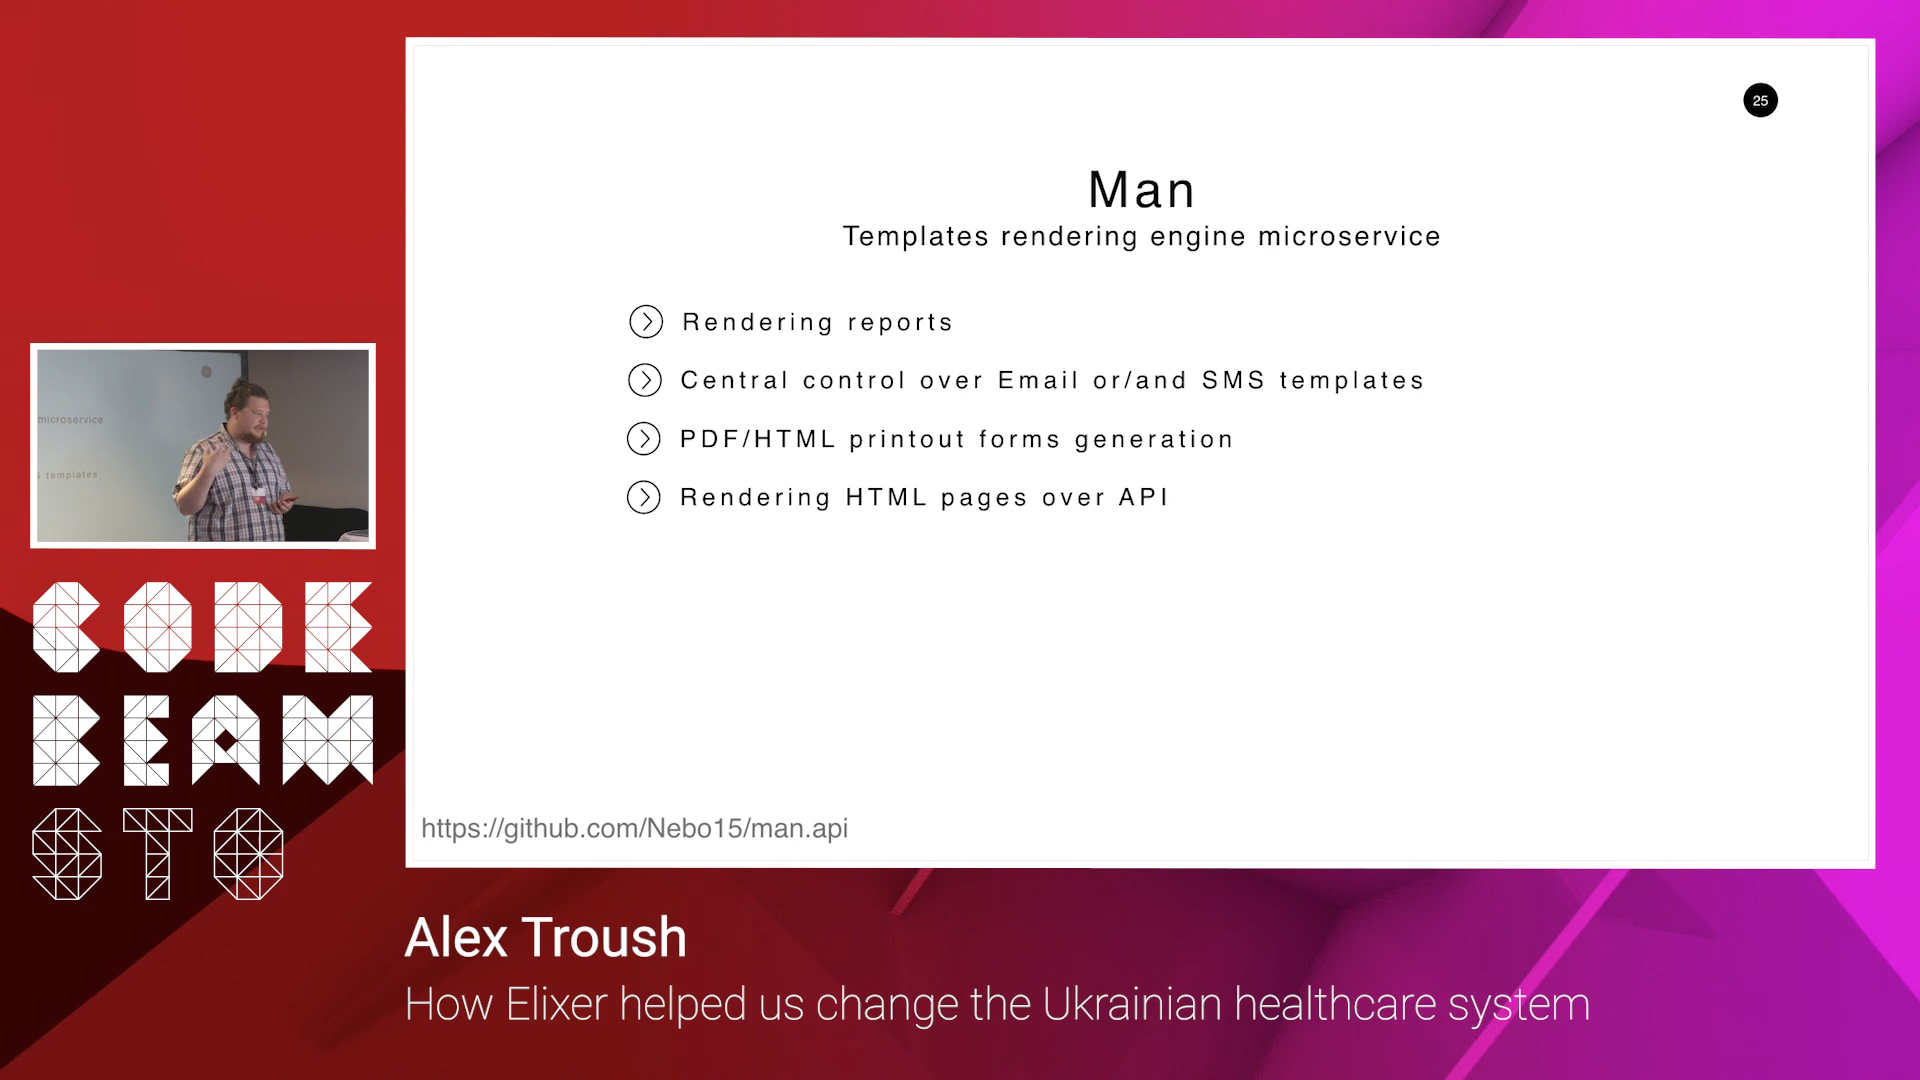 25
Man
Templates rendering engine microservice
Rendering reports
Central control over Email or/and SMS templates
PDF/HTML printout forms generation
Rendering HTML pages over API
https://github.com/Nebo15/man.api
microservice
templates
CODE
BEAM
STO
Alex Troush
How Elixer helped us change the Ukrainian healthcare system